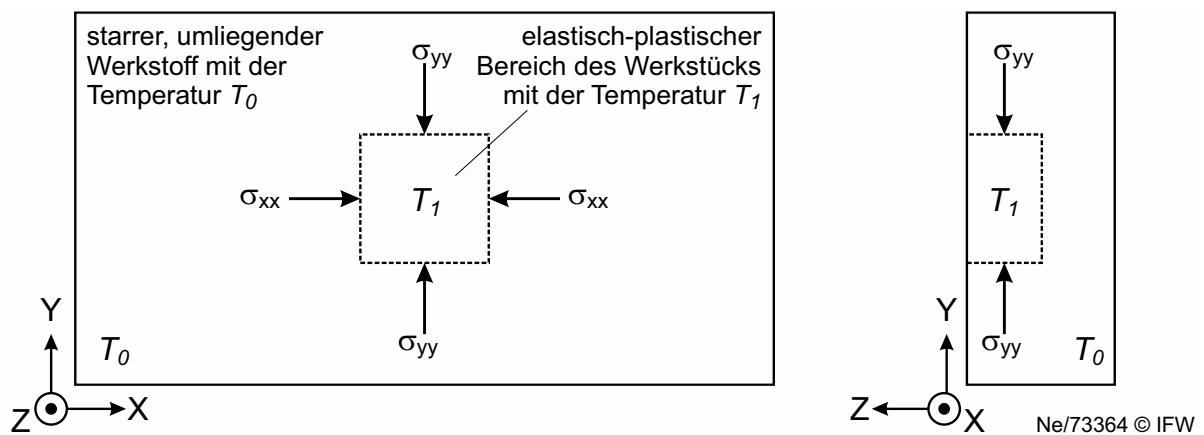 starrer, umliegender
Werkstoff mit der
Temperatur T0
σyy
elastisch-plastischer
Bereich des Werkstücks
mit der Temperatur T1
σxx
T1
σxx
σyy
T0
Y
Z
X
σyy
T1
σyy
T0
Y
Z
X
Ne/73364 © IFW